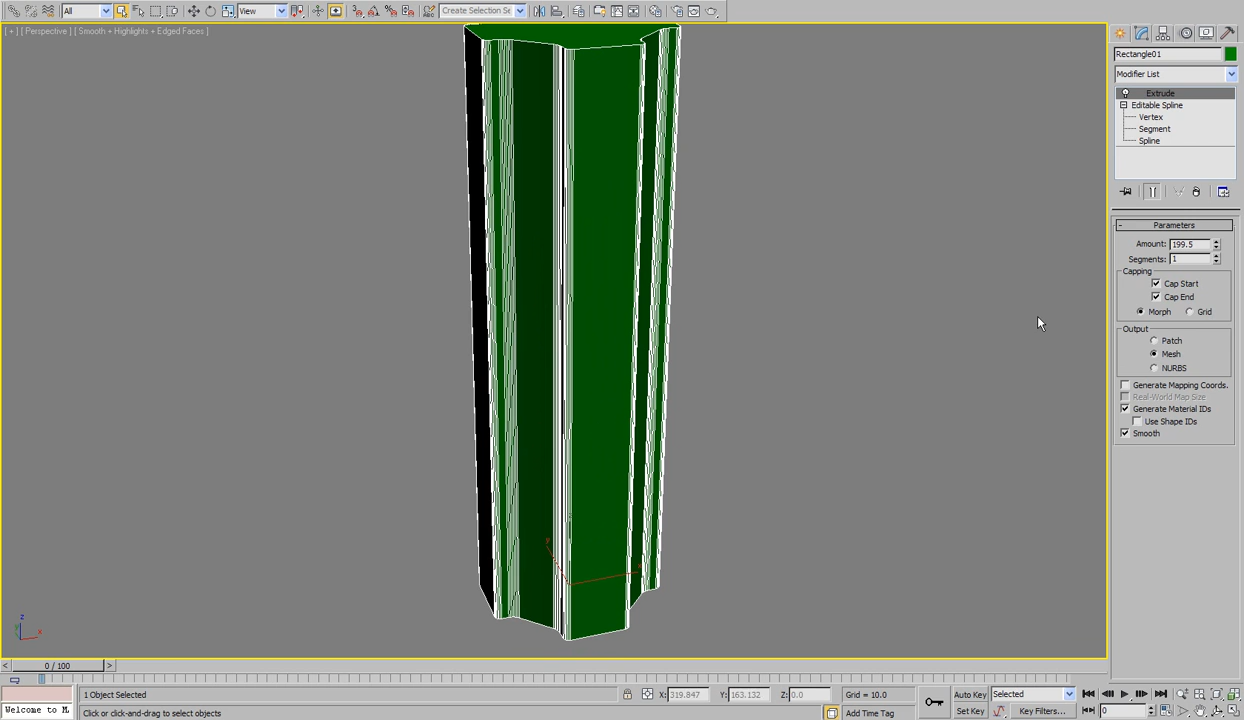 All
View
Create Selection Se
[ + ] [ Perspective ] [ Smooth + Highlights + Edged Faces ]
Rectangle01
Modifier List
Extrude
Editable Spline
Vertex
Segment
Spline
- Parameters
Amount: 199.5
Segments: 1
Capping
Cap Start
Cap End
Morph Grid
Output
Patch
Mesh
NURBS
Generate Mapping Coords.
Real-World Map Size
Generate Material IDs
Use Shape IDs
Smooth
z
x
< 0 / 100 >
1 Object Selected
X: 319.847 Y: 163.132 Z: 0.0
Grid = 10.0
Auto Key Selected
Welcome to M
Click or click-and-drag to select objects
Add Time Tag
Set Key
Key Filters...
0